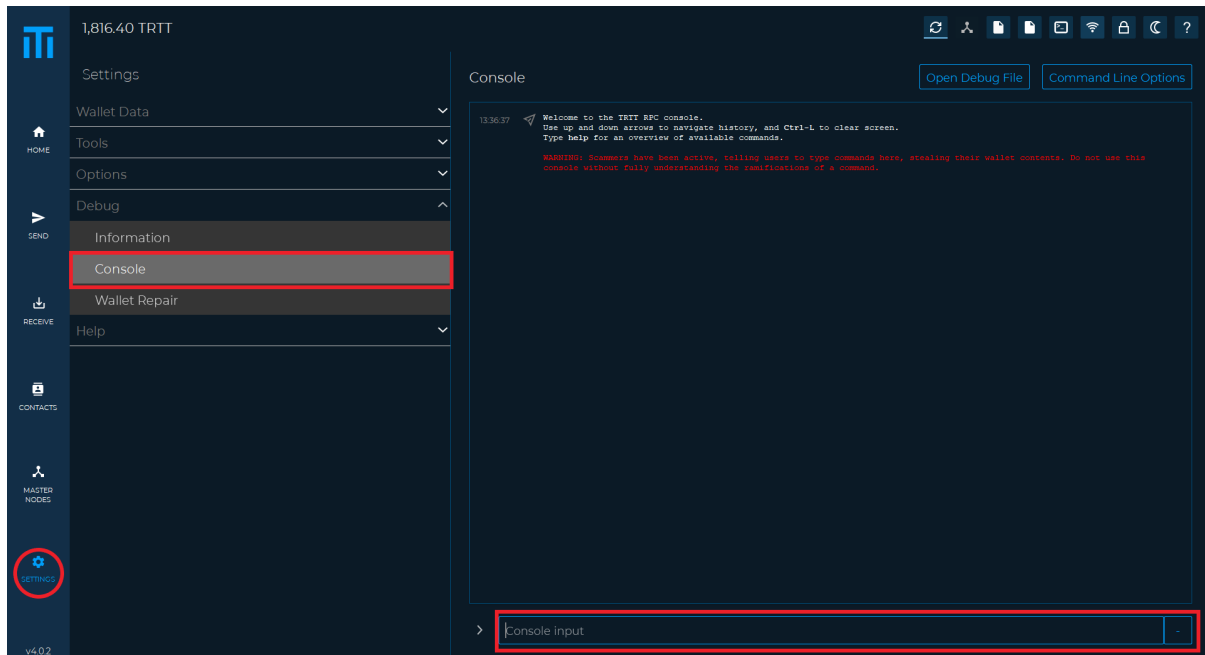 1,816.40 TRTT
?
Settings
Console
Open Debug File
Command Line Options
Wallet Data
Tools
Options
Debug
Information
Console
Wallet Repair
Help
HOME
SEND
RECEIVE
CONTACTS
MASTER
NODES
SETTINGS
v4.0.2
13:36:37
Welcome to the TRTT RPC console.
Use up and down arrows to navigate history, and Ctrl-L to clear screen.
Type help for an overview of available commands.
WARNING: Scammers have been active, telling users to type commands here, stealing their wallet contents. Do not use this
console without fully understanding the ramifications of a command.
> Console input -